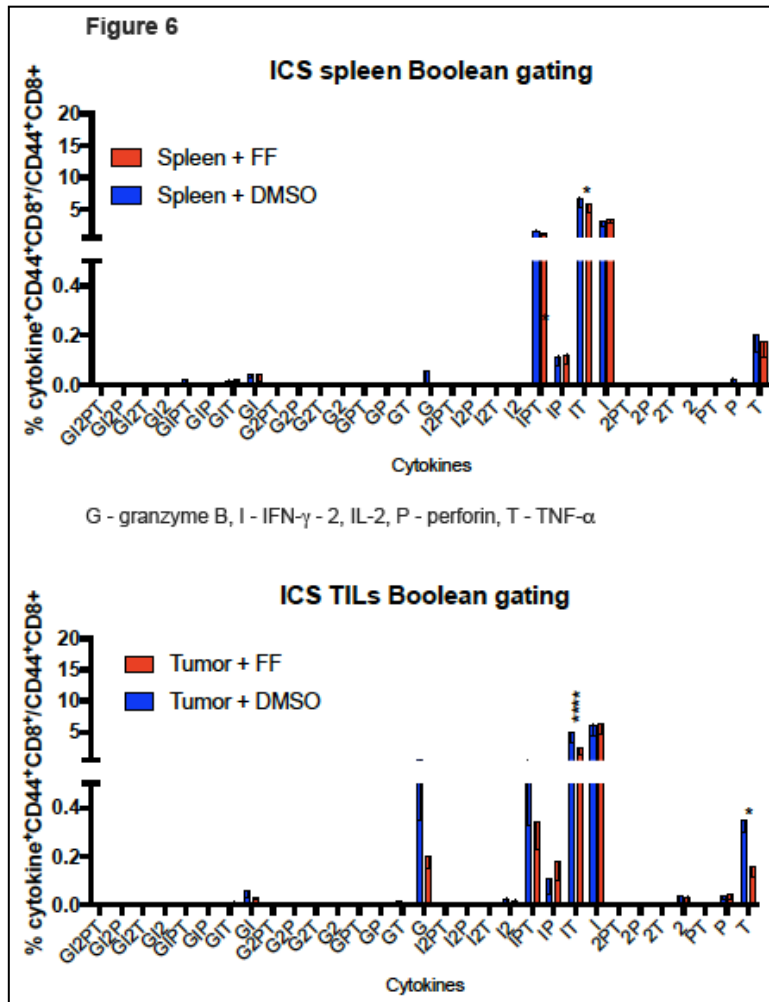 Figure 6
ICS spleen Boolean gating
% cytokine⁺CD44⁺CD8⁺/CD44⁺CD8+
20
15
10
5
0.4
0.2
0.0
Spleen + FF
Spleen + DMSO
*
*
GI2PT GI2P GI2T GI2 GIPT GIP GIT GI G2PT G2P G2T G2 GPT GP GT G I2PT I2P I2T I2 IPT IP IT I 2PT 2P 2T 2 PT P T
Cytokines
G - granzyme B, I - IFN-γ - 2, IL-2, P - perforin, T - TNF-α
ICS TILs Boolean gating
% cytokine⁺CD44⁺CD8⁺/CD44⁺CD8+
20
15
10
5
0.4
0.2
0.0
Tumor + FF
Tumor + DMSO
****
*
GI2PT GI2P GI2T GI2 GIPT GIP GIT GI G2PT G2P G2T G2 GPT GP GT G I2PT I2P I2T I2 IPT IP IT I 2PT 2P 2T 2 PT P T
Cytokines